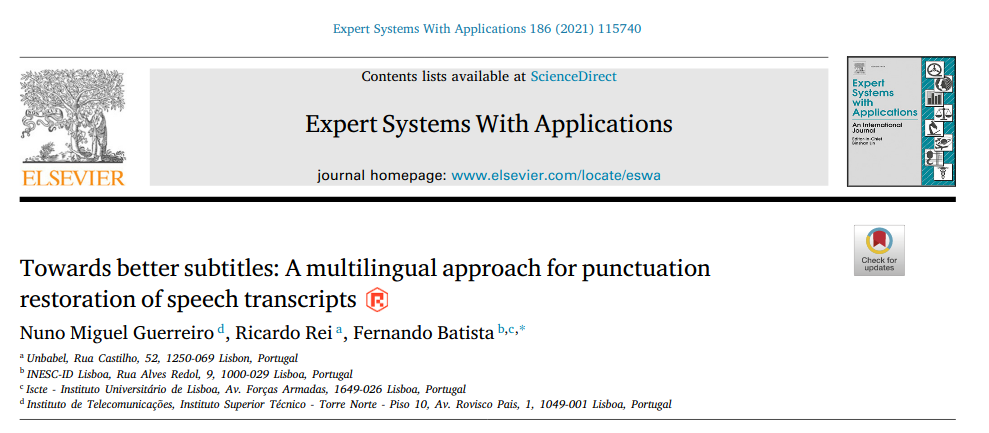 Expert Systems With Applications 186 (2021) 115740
Contents lists available at ScienceDirect
Expert Systems With Applications
journal homepage: www.elsevier.com/locate/eswa
ELSEVIER
Expert
Systems
with
Applications
An International
Journal
Editor-in-Chief
Binshan Lin
Check for
updates
Towards better subtitles: A multilingual approach for punctuation
restoration of speech transcripts
Nuno Miguel Guerreiro d, Ricardo Rei a, Fernando Batista b,c,*
a Unbabel, Rua Castilho, 52, 1250-069 Lisbon, Portugal
b INESC-ID Lisboa, Rua Alves Redol, 9, 1000-029 Lisboa, Portugal
c Iscte - Instituto Universitário de Lisboa, Av. Forças Armadas, 1649-026 Lisboa, Portugal
d Instituto de Telecomunicações, Instituto Superior Técnico - Torre Norte - Piso 10, Av. Rovisco Pais, 1, 1049-001 Lisboa, Portugal